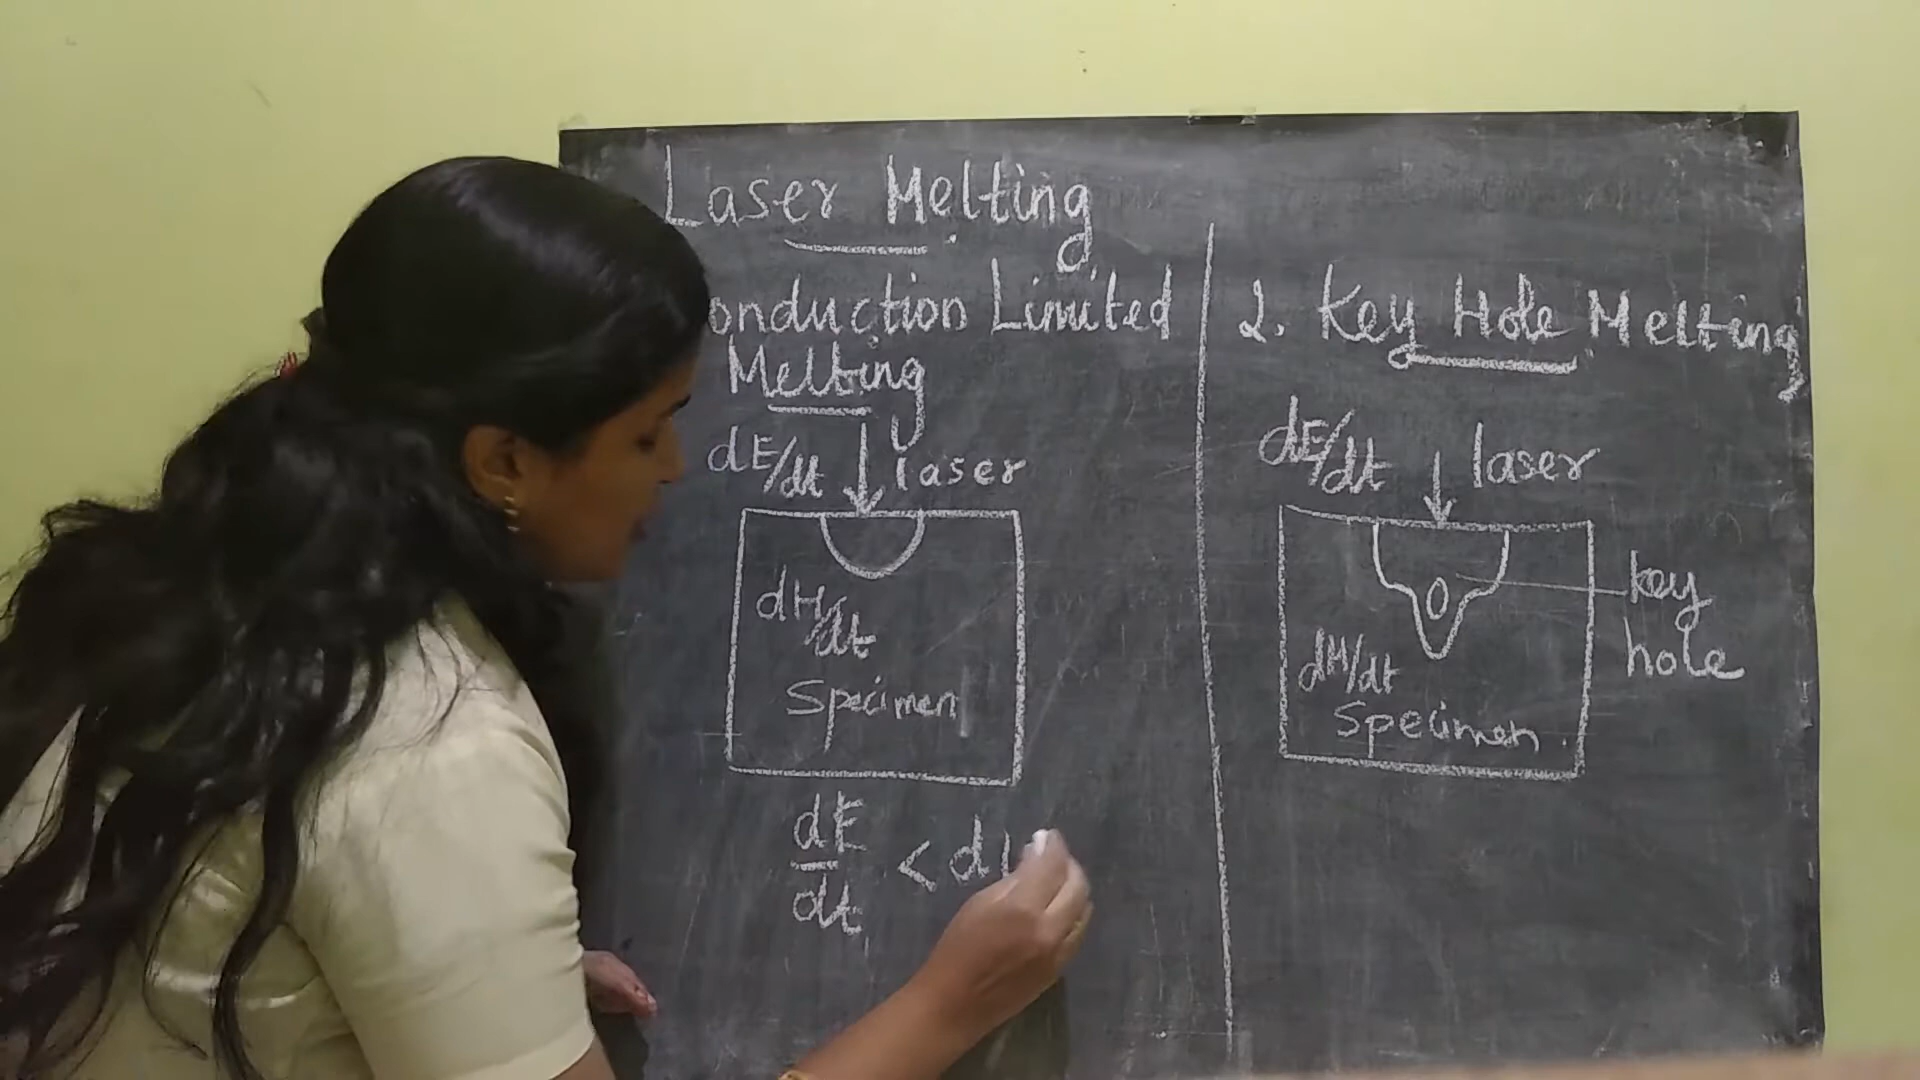 Laser Melting
onduction Limited
Melting
dE/dt laser
dH/dt
Specimen
dE/dt < d
2. Key Hole Melting
dE/dt laser
key
hole
dH/dt
Specimen